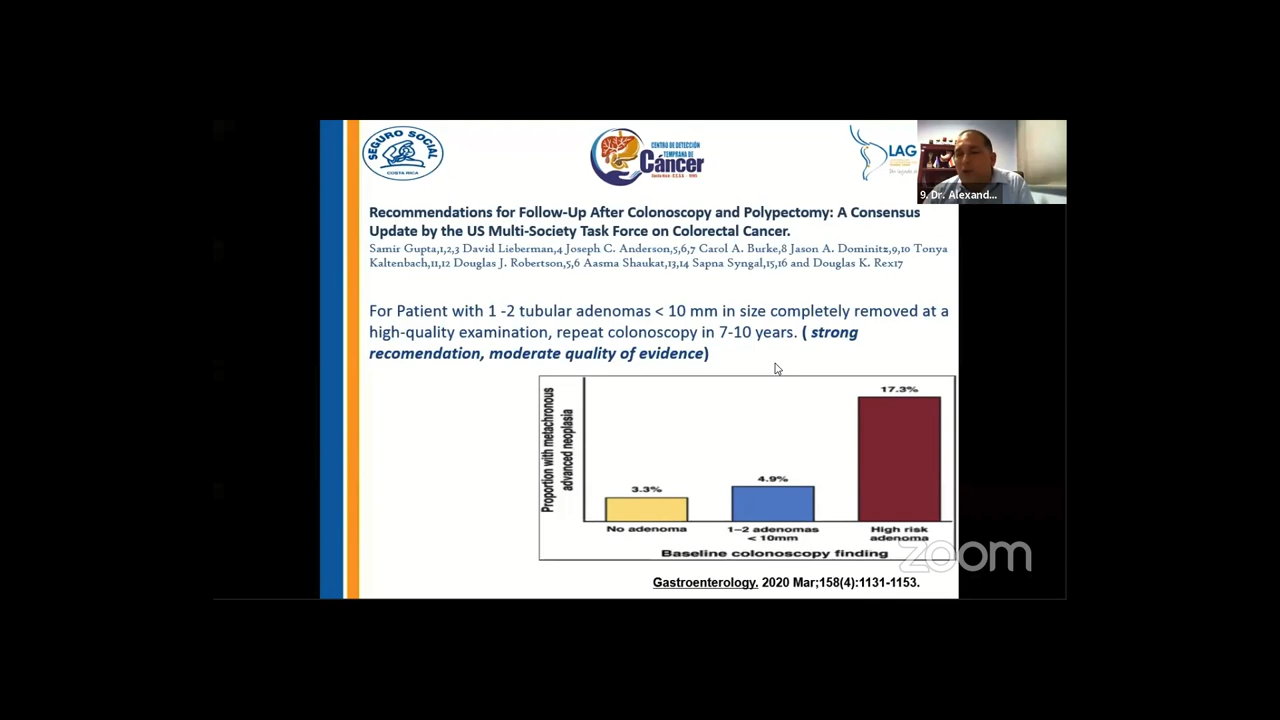 SEGURO SOCIAL
COSTA RICA
CENTRO DE DETECCIÓN
TEMPRANA DE
Cáncer
LAG
9. Dr. Alexand...
Recommendations for Follow-Up After Colonoscopy and Polypectomy: A Consensus
Update by the US Multi-Society Task Force on Colorectal Cancer.
Samir Gupta,1,2,3 David Lieberman,4 Joseph C. Anderson,5,6,7 Carol A. Burke,8 Jason A. Dominitz,9,10 Tonya
Kaltenbach,11,12 Douglas J. Robertson,5,6 Aasma Shaukat,13,14 Sapna Syngal,15,16 and Douglas K. Rex17
For Patient with 1 -2 tubular adenomas < 10 mm in size completely removed at a
high-quality examination, repeat colonoscopy in 7-10 years. ( strong
recomendation, moderate quality of evidence)
Proportion with metachronous
advanced neoplasia
3.3%
4.9%
17.3%
No adenoma
1–2 adenomas
< 10mm
High risk
adenoma
Baseline colonoscopy finding
zoom
Gastroenterology. 2020 Mar;158(4):1131-1153.